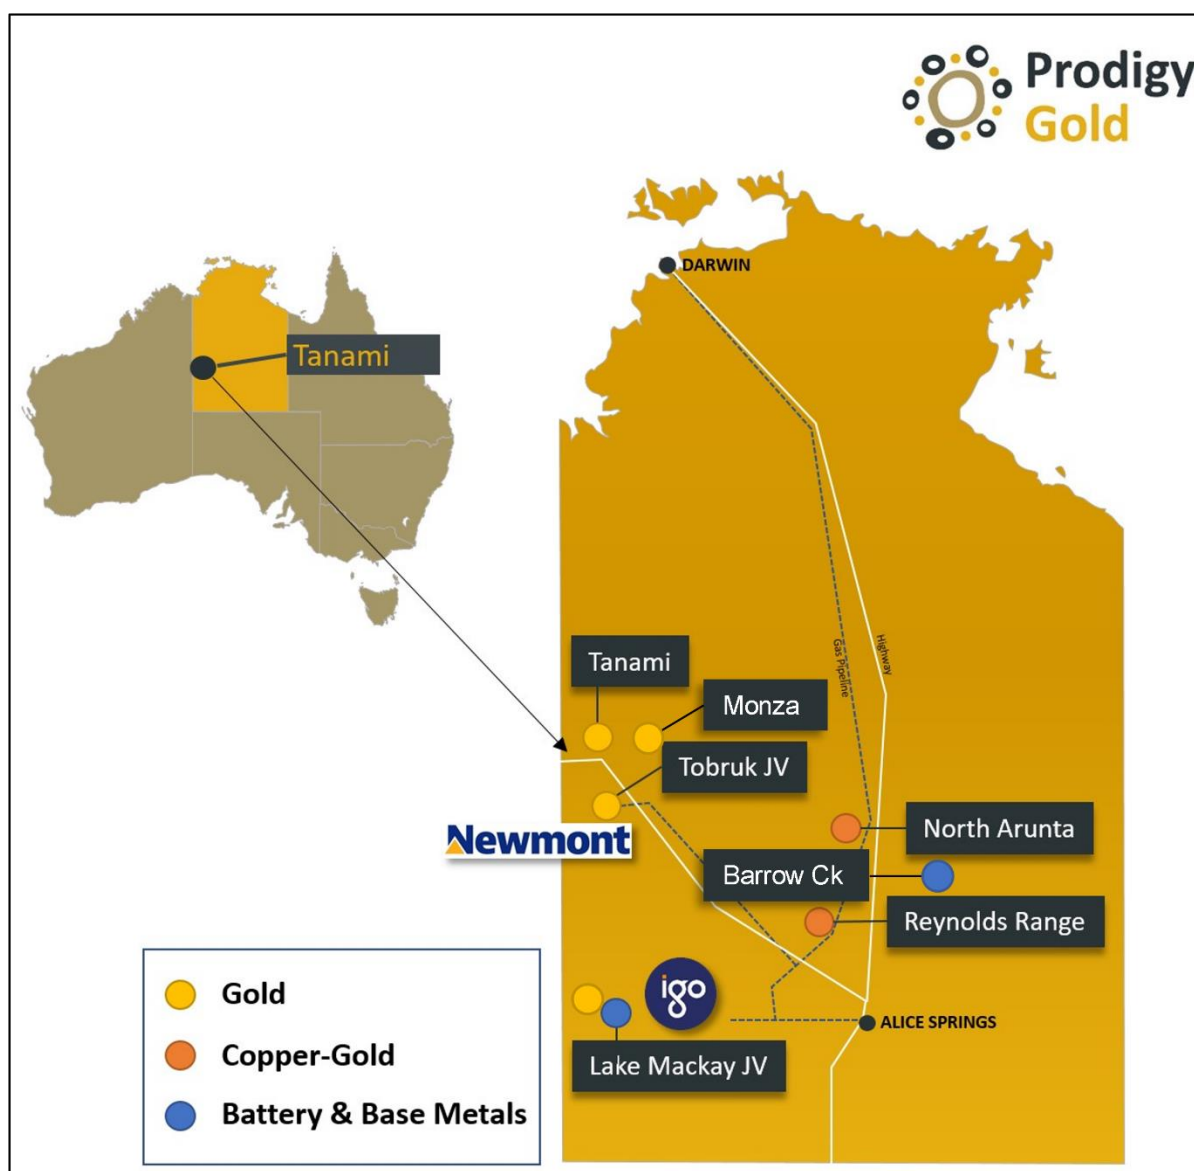 Prodigy
Gold
DARWIN
Tanami
Highway
Gas Pipeline
Tanami
Monza
Tobruk JV
Newmont
North Arunta
Barrow Ck
Reynolds Range
Gold
igo
Copper-Gold
ALICE SPRINGS
Lake Mackay JV
Battery & Base Metals